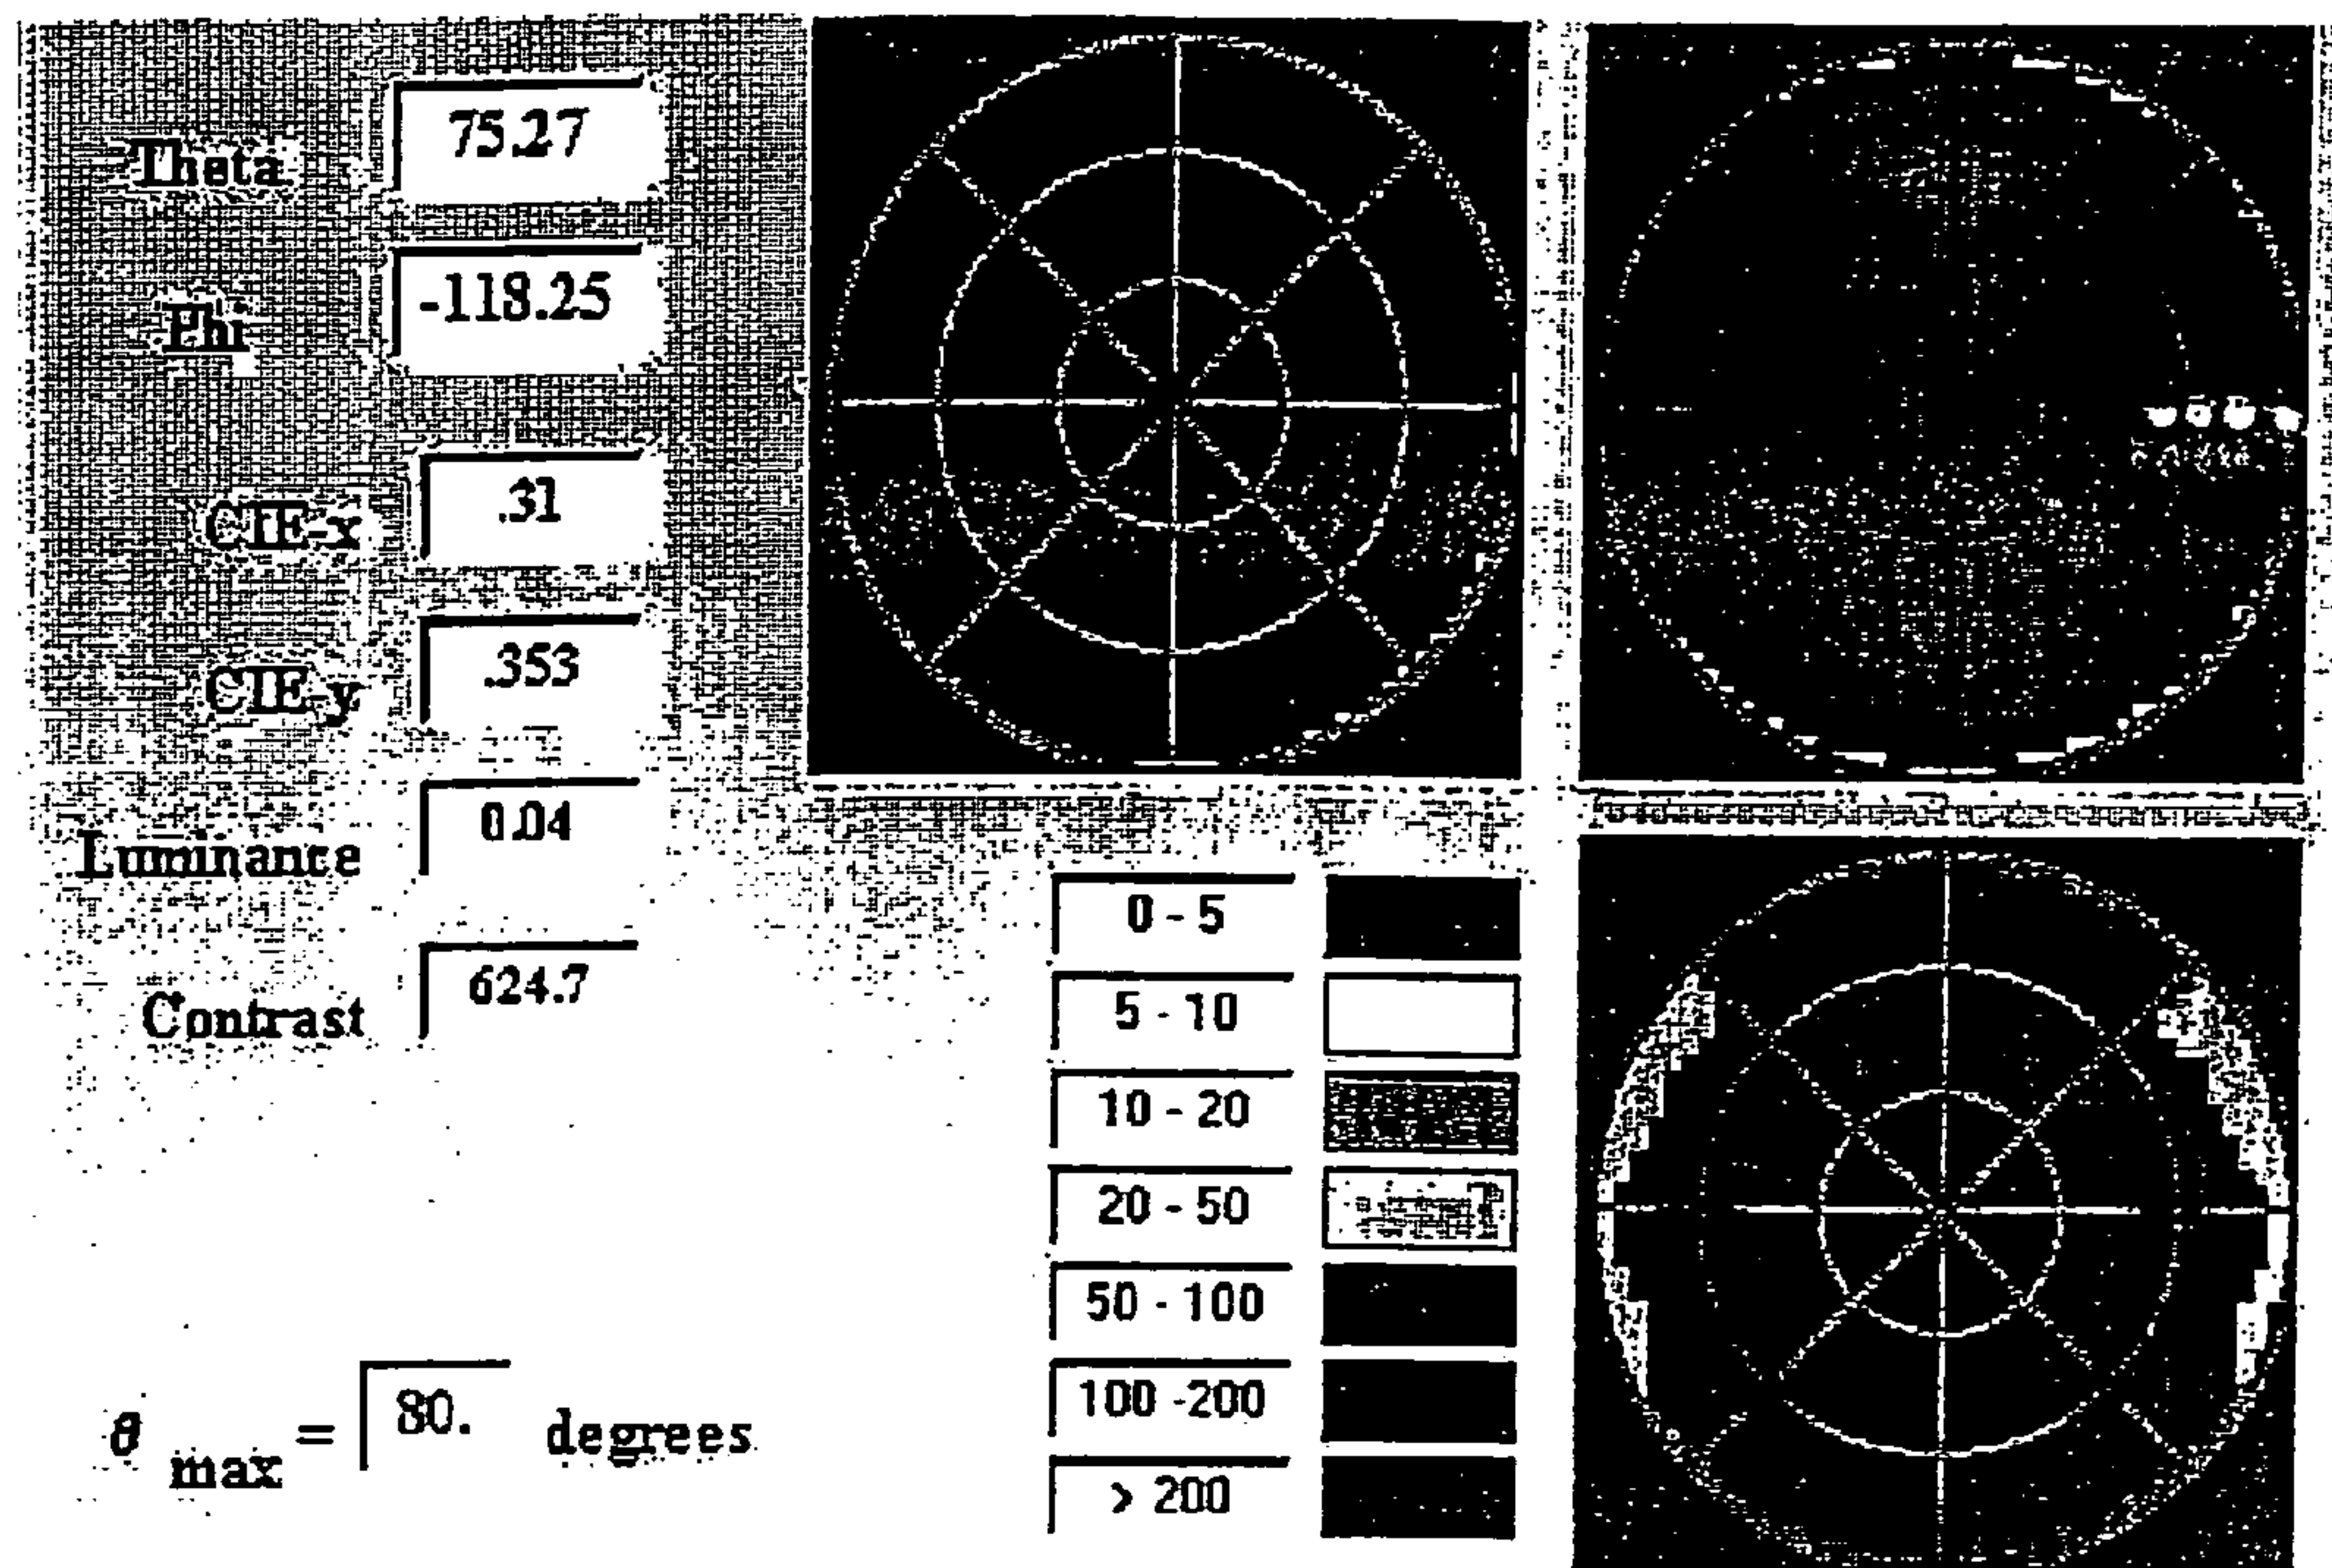 Theta 75.27
Phi -118.25
CIE-x .31
CIE-y .353
Luminance 0.04
Contrast 624.7
θ max = 80. degrees
0 - 5
5 - 10
10 - 20
20 - 50
50 - 100
100 -200
> 200